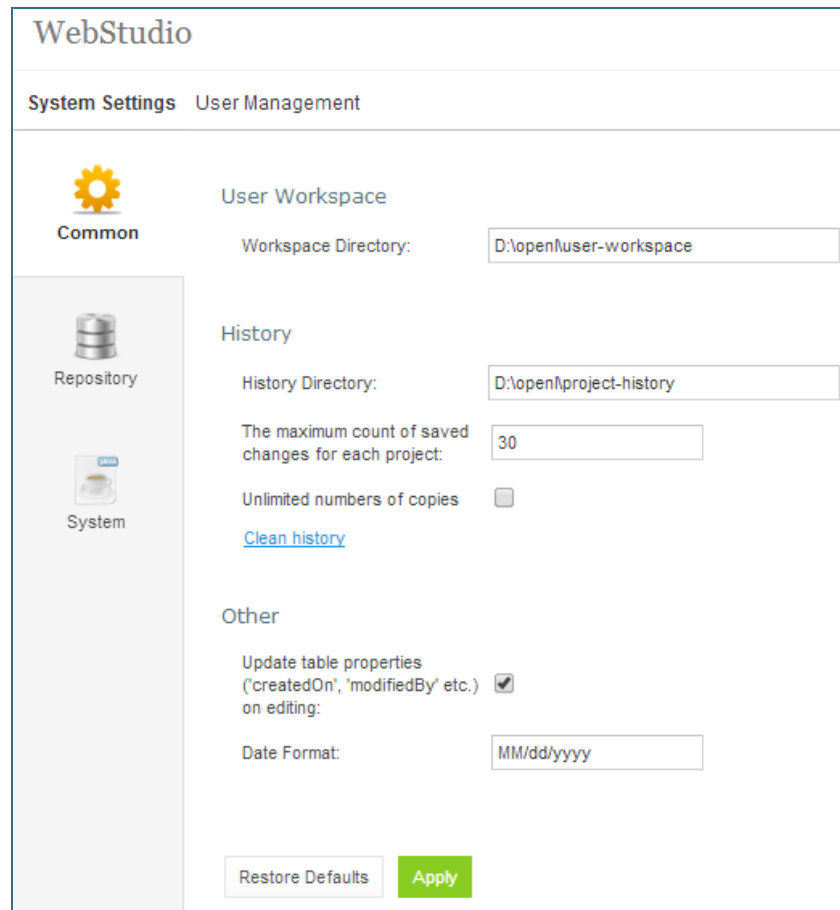 WebStudio
System Settings User Management
Common
Repository
JAVA
System
User Workspace
Workspace Directory: D:\openl\user-workspace
History
History Directory: D:\openl\project-history
The maximum count of saved
changes for each project: 30
Unlimited numbers of copies
Clean history
Other
Update table properties
('createdOn', 'modifiedBy' etc.)
on editing:
Date Format: MM/dd/yyyy
Restore Defaults Apply